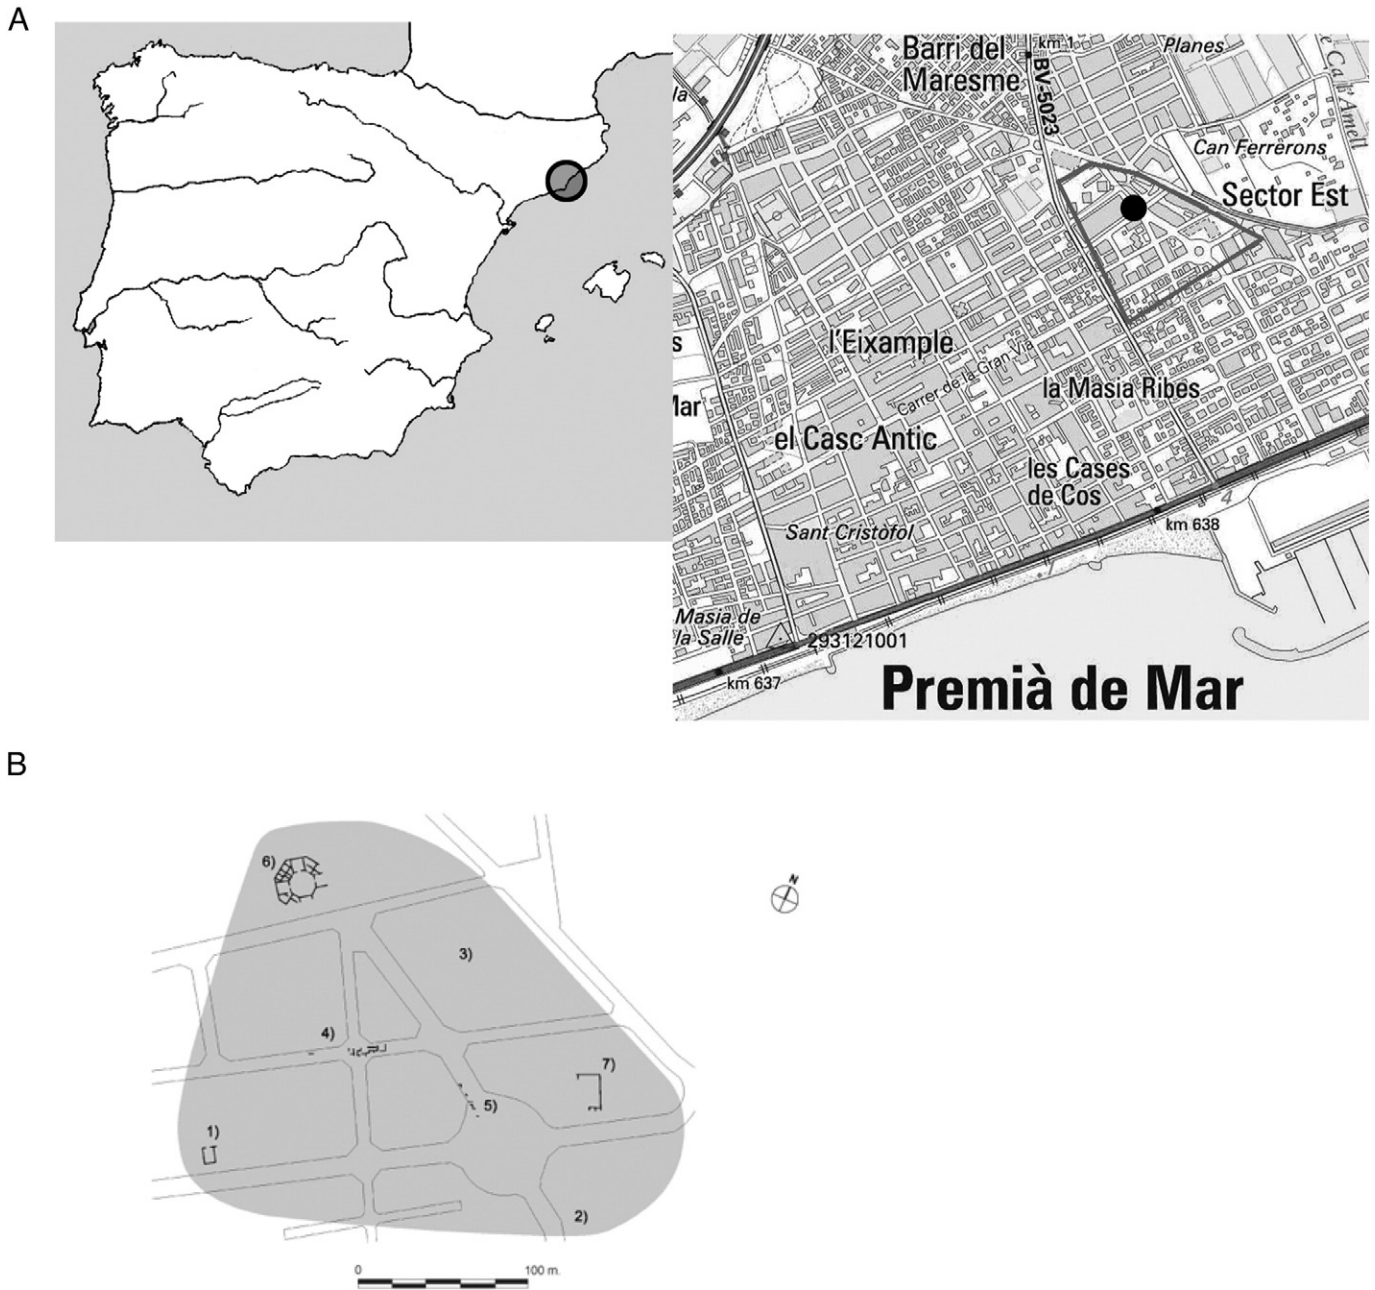 A
Barri del
Maresme
km 1
BV-5023
Planes
la
Can Ferrerons
Sector Est
l'Eixample
Carrer de la Gran Via
la Masia Ribes
s
Mar
el Casc Antic
les Cases
de Cos
4
km 638
Sant Cristòfol
Masia de
la Salle
293121001
km 637
Premià de Mar
B
6)
N
3)
4)
7)
5)
1)
2)
0
100 m.